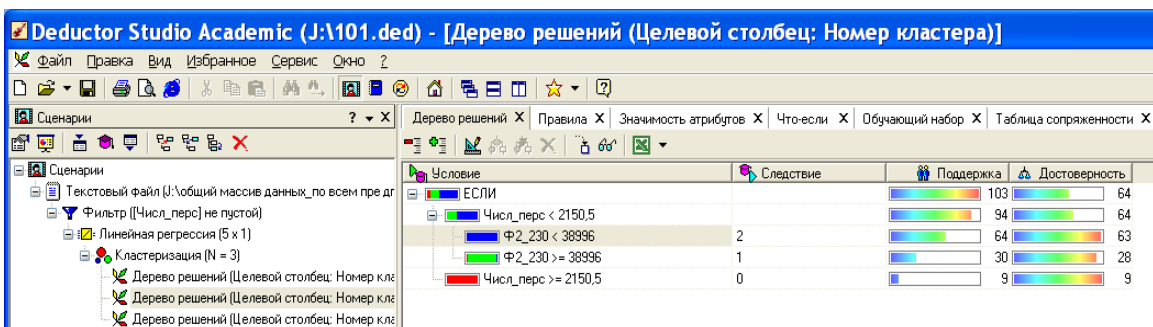 Deductor Studio Academic (J:\101.ded) - [Дерево решений (Целевой столбец: Номер кластера)]
Файл Правка Вид Избранное Сервис Окно ?
Сценарии
Дерево решений X Правила X Значимость атрибутов X Что-если X Обучающий набор X Таблица сопряженности X
Сценарии
Текстовый файл (J:\общий массив данных_по всем пре дг
Фильтр ([Числ_перс] не пустой)
Линейная регрессия (5 x 1)
Кластеризация (N = 3)
Дерево решений (Целевой столбец: Номер кла
Дерево решений (Целевой столбец: Номер кла
Дерево решений (Целевой столбец: Номер кла
Условие Следствие Поддержка Достоверность
ЕСЛИ 103 64
Числ_перс < 2150,5 94 64
Ф2_230 < 38996 2 64 63
Ф2_230 >= 38996 1 30 28
Числ_перс >= 2150,5 0 9 9